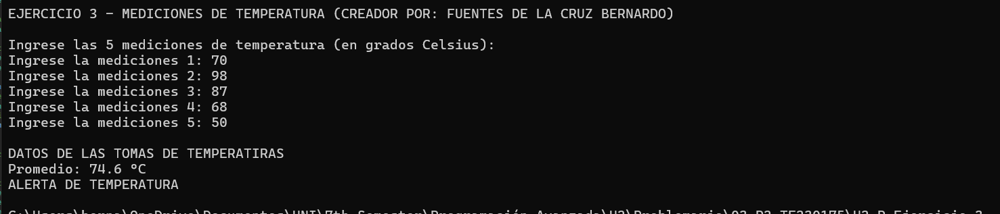 EJERCICIO 3 - MEDICIONES DE TEMPERATURA (CREADOR POR: FUENTES DE LA CRUZ BERNARDO)
Ingrese las 5 mediciones de temperatura (en grados Celsius):
Ingrese la mediciones 1: 70
Ingrese la mediciones 2: 98
Ingrese la mediciones 3: 87
Ingrese la mediciones 4: 68
Ingrese la mediciones 5: 50
DATOS DE LAS TOMAS DE TEMPERATIRAS
Promedio: 74.6 °C
ALERTA DE TEMPERATURA